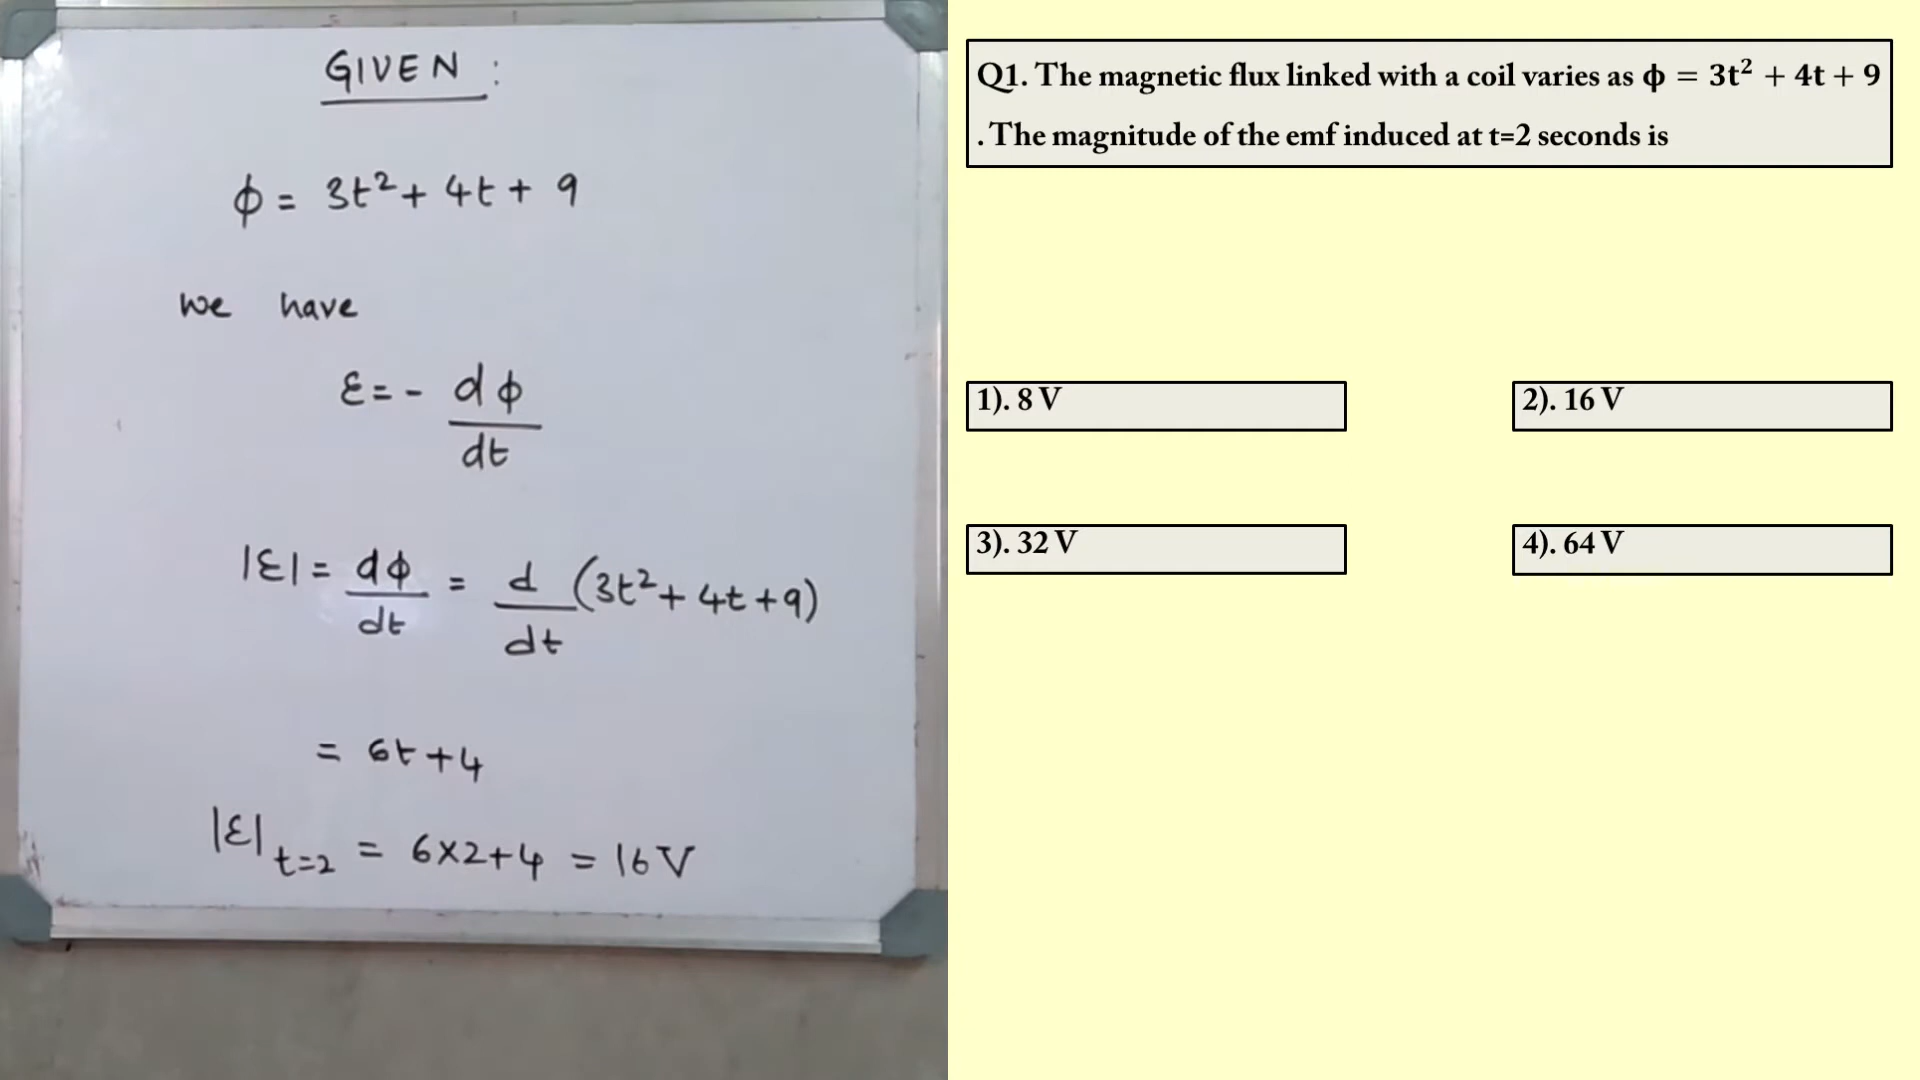 GIVEN :
ϕ = 3t² + 4t + 9
we have
ε = - dϕ/dt
|ε| = dϕ/dt = d/dt (3t² + 4t + 9)
= 6t + 4
|ε| t=2 = 6×2+4 = 16V
Q1. The magnetic flux linked with a coil varies as ϕ = 3t² + 4t + 9
. The magnitude of the emf induced at t=2 seconds is
1). 8 V
2). 16 V
3). 32 V
4). 64 V